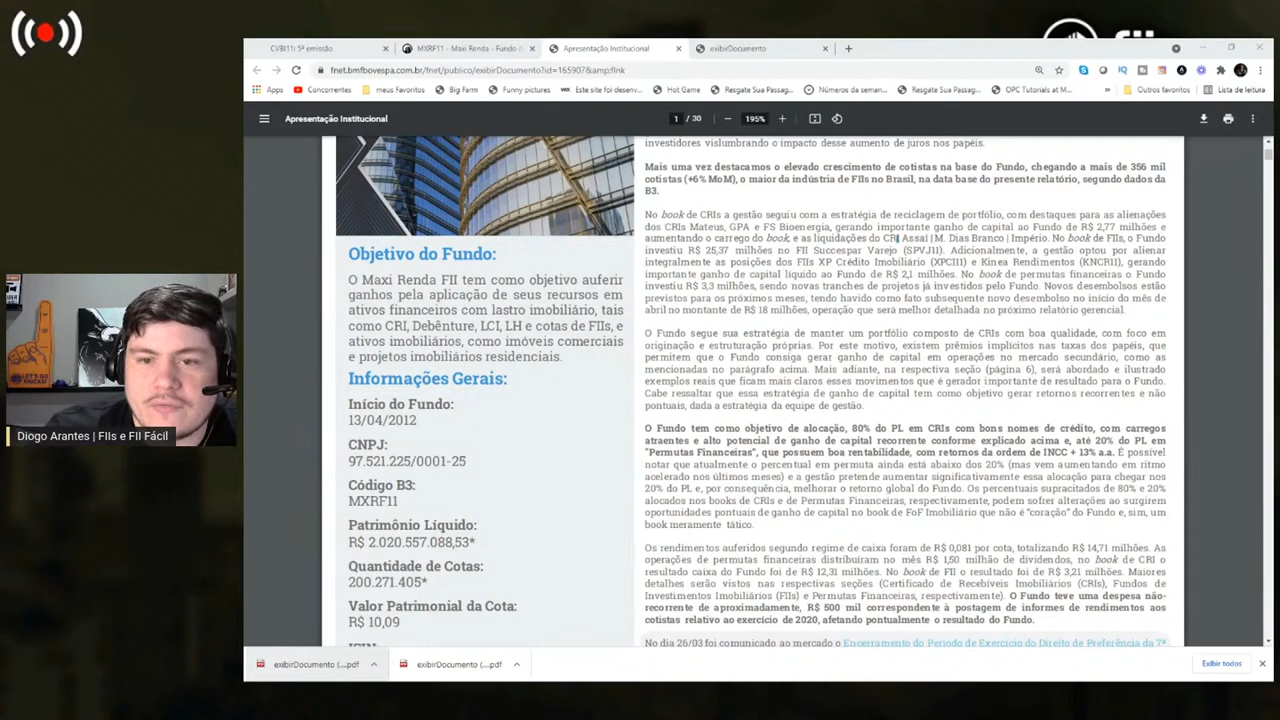 CVBI11: 5ª emissão
MXRF11 - Maxi Renda - Fundo d
Apresentação Institucional
exibirDocumento
fnet.bmfbovespa.com.br/fnet/publico/exibirDocumento?id=165907&amp;flnk
Apps
Concorrentes
meus Favoritos
Big Farm
Funny pictures
Este site foi desenv...
Hot Game
Resgate Sua Passag...
Números da seman...
Resgate Sua Passag...
OPC Tutorials at M...
»
Outros favoritos
Lista de leitura
Apresentação Institucional
1 / 30
195%
Objetivo do Fundo:
O Maxi Renda FII tem como objetivo auferir
ganhos pela aplicação de seus recursos em
ativos financeiros com lastro imobiliário, tais
como CRI, Debênture, LCI, LH e cotas de FIIs, e
ativos imobiliários, como imóveis comerciais
e projetos imobiliários residenciais.
Informações Gerais:
Início do Fundo:
13/04/2012
CNPJ:
97.521.225/0001-25
Código B3:
MXRF11
Patrimônio Líquido:
R$ 2.020.557.088,53*
Quantidade de Cotas:
200.271.405*
Valor Patrimonial da Cota:
R$ 10,09
investidores vislumbrando o impacto desse aumento de juros nos papéis.
Mais uma vez destacamos o elevado crescimento de cotistas na base do Fundo, chegando a mais de 356 mil
cotistas (+6% MoM), o maior da indústria de FIIs no Brasil, na data base do presente relatório, segundo dados da
B3.
No book de CRIs a gestão seguiu com a estratégia de reciclagem de portfólio, com destaques para as alienações
dos CRIs Mateus, GPA e FS Bioenergia, gerando importante ganho de capital ao Fundo de R$ 2,77 milhões e
aumentando o carrego do book, e as liquidações do CRI Assaí | M. Dias Branco | Império. No book de FIIs, o Fundo
investiu R$ 25,37 milhões no FII Succespar Varejo (SPVJ11). Adicionalmente, a gestão optou por alienar
integralmente as posições dos FIIs XP Crédito Imobiliário (XPCI11) e Kinea Rendimentos (KNCR11), gerando
importante ganho de capital líquido ao Fundo de R$ 2,1 milhões. No book de permutas financeiras o Fundo
investiu R$ 3,3 milhões, sendo novas tranches de projetos já investidos pelo Fundo. Novos desembolsos estão
previstos para os próximos meses, tendo havido como fato subsequente novo desembolso no início do mês de
abril no montante de R$ 18 milhões, operação que será melhor detalhada no próximo relatório gerencial.
O Fundo segue sua estratégia de manter um portfólio composto de CRIs com boa qualidade, com foco em
originação e estruturação próprias. Por este motivo, existem prêmios implícitos nas taxas dos papéis, que
permitem que o Fundo consiga gerar ganho de capital em operações no mercado secundário, como as
mencionadas no parágrafo acima. Mais adiante, na respectiva seção (página 6), será abordado e ilustrado
exemplos reais que ficam mais claros esses movimentos que é gerador importante de resultado para o Fundo.
Cabe ressaltar que essa estratégia de ganho de capital tem como objetivo gerar retornos recorrentes e não
pontuais, dada a estratégia da equipe de gestão.
O Fundo tem como objetivo de alocação, 80% do PL em CRIs com bons nomes de crédito, com carregos
atraentes e alto potencial de ganho de capital recorrente conforme explicado acima e, até 20% do PL em
"Permutas Financeiras", que possuem boa rentabilidade, com retornos da ordem de INCC + 13% a.a. É possível
notar que atualmente o percentual em permuta ainda está abaixo dos 20% (mas vem aumentando em ritmo
acelerado nos últimos meses) e a gestão pretende aumentar significativamente essa alocação para chegar nos
20% do PL e, por consequência, melhorar o retorno global do Fundo. Os percentuais supracitados de 80% e 20%
alocados nos books de CRIs e de Permutas Financeiras, respectivamente, podem sofrer alterações ao surgirem
oportunidades pontuais de ganho de capital no book de FoF Imobiliário que não é "coração" do Fundo e, sim, um
book meramente tático.
Os rendimentos auferidos segundo regime de caixa foram de R$ 0,081 por cota, totalizando R$ 14,71 milhões. As
operações de permutas financeiras distribuíram no mês R$ 1,50 milhão de dividendos, no book de CRI o
resultado caixa do Fundo foi de R$ 12,31 milhões. No book de FII o resultado foi de R$ 3,21 milhões. Maiores
detalhes serão vistos nas respectivas seções (Certificado de Recebíveis Imobiliários (CRIs), Fundos de
Investimentos Imobiliários (FIIs) e Permutas Financeiras, respectivamente). O Fundo teve uma despesa não-
recorrente de aproximadamente, R$ 500 mil correspondente à postagem de informes de rendimentos aos
cotistas relativo ao exercício de 2020, afetando pontualmente o resultado do Fundo.
No dia 26/03 foi comunicado ao mercado o Encerramento do Período de Exercício do Direito de Preferência da 7ª
LET'S GO
KNICKS!
Diogo Arantes | FIIs e FII Fácil
exibirDocumento (....pdf
exibirDocumento (....pdf
Exibir todos